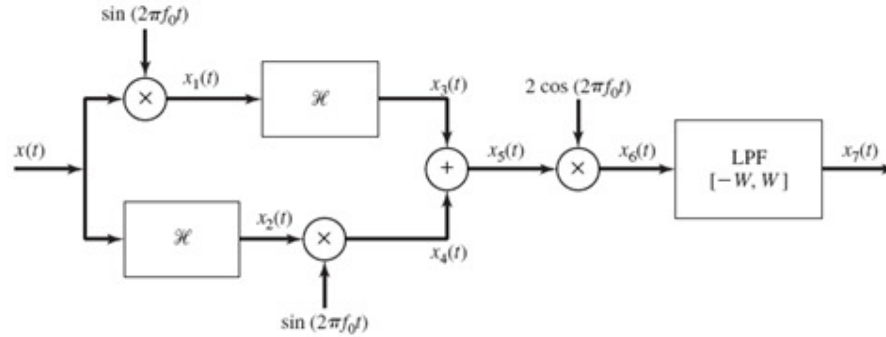 sin (2πf₀t)
x₁(t)
ℋ
x₃(t)
2 cos (2πf₀t)
x(t)
×
+
x₅(t)
×
x₆(t)
LPF
[−W, W]
x₇(t)
ℋ
x₂(t)
×
x₄(t)
sin (2πf₀t)